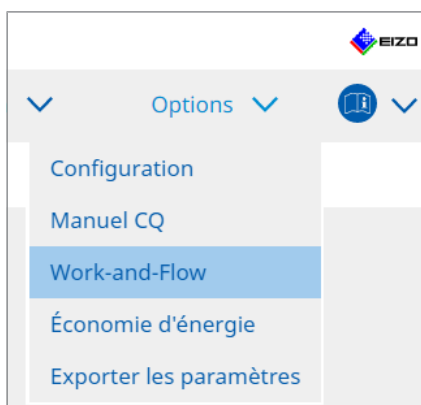 EIZO
Options
Configuration
Manuel CQ
Work-and-Flow
Économie d'énergie
Exporter les paramètres